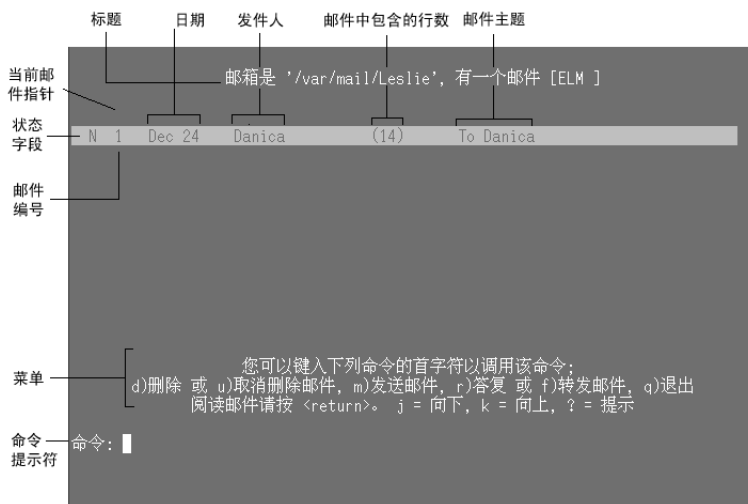 标题 日期 发件人 邮件中包含的行数 邮件主题
当前邮
件指针
邮箱是 '/var/mail/Leslie', 有一个邮件 [ELM ]
状态
字段
N 1 Dec 24 Danica (14) To Danica
邮件
编号
菜单
您可以键入下列命令的首字符以调用该命令;
d)删除 或 u)取消删除邮件, m)发送邮件, r)答复 或 f)转发邮件, q)退出
阅读邮件请按 <return>。 j = 向下, k = 向上, ? = 提示
命令
提示符
命令: